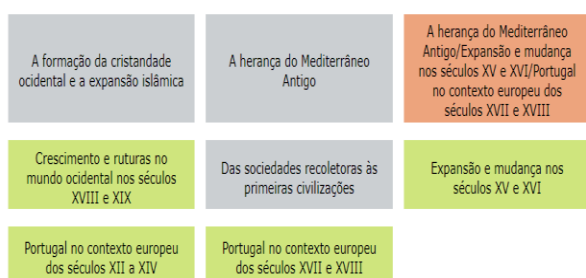 A formação da cristandade
ocidental e a expansão islâmica
A herança do Mediterrâneo
Antigo
A herança do Mediterrâneo
Antigo/Expansão e mudança
nos séculos XV e XVI/Portugal
no contexto europeu dos
séculos XVII e XVIII
Crescimento e ruturas no
mundo ocidental nos séculos
XVIII e XIX
Das sociedades recoletoras às
primeiras civilizações
Expansão e mudança nos
séculos XV e XVI
Portugal no contexto europeu
dos séculos XII a XIV
Portugal no contexto europeu
dos séculos XVII e XVIII